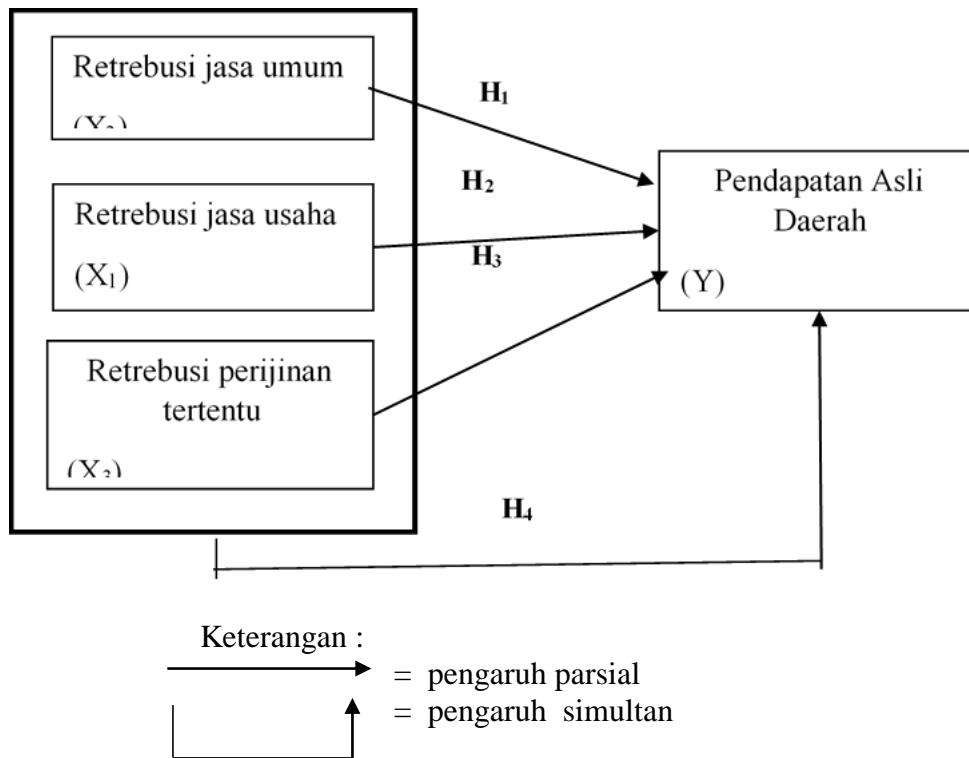 Retrebusi jasa umum
H₁
H₂
Retrebusi jasa usaha
(X₁)
H₃
Pendapatan Asli
Daerah
(Y)
Retrebusi perijinan
tertentu
(X₃)
H₄
Keterangan :
= pengaruh parsial
= pengaruh simultan